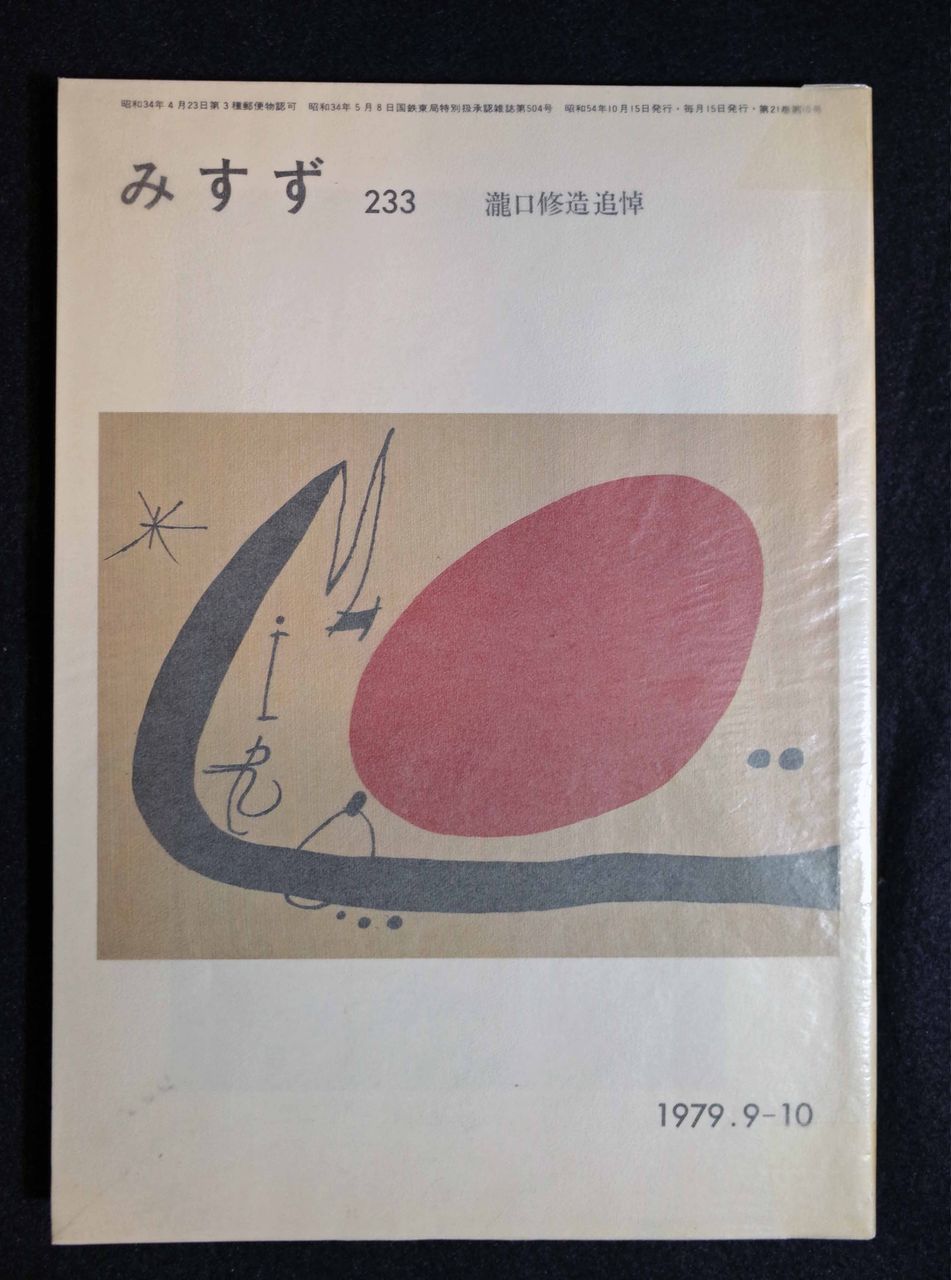 昭和34年4月23日第3種郵便物認可 昭和34年5月8日国鉄東局特別扱承認雑誌第504号 昭和54年10月15日発行・毎月15日発行・第21巻第10号
みすず 233 瀧口修造追悼
1979.9-10